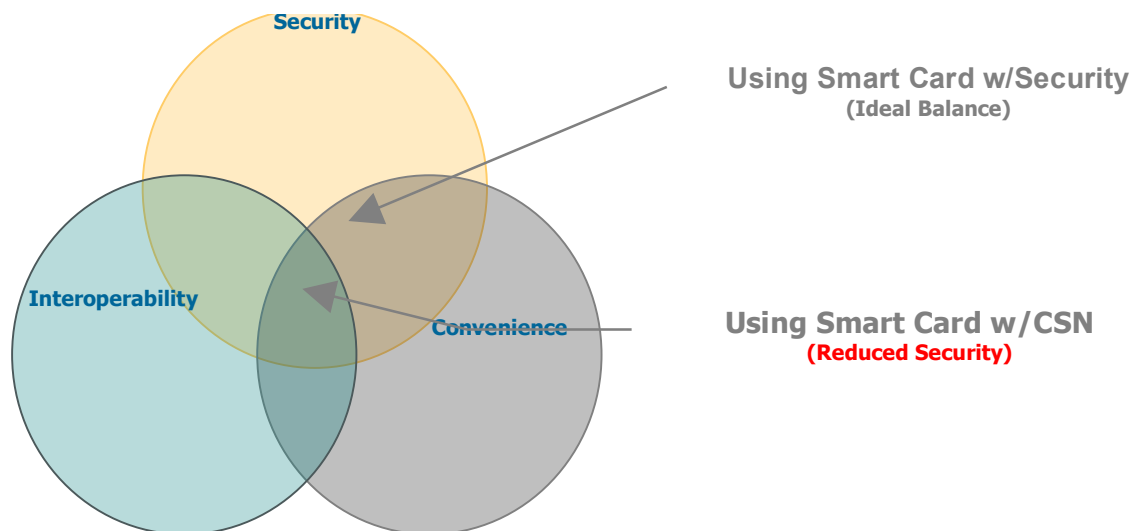 Security
Using Smart Card w/Security
(Ideal Balance)
Interoperability
Convenience
Using Smart Card w/CSN
(Reduced Security)